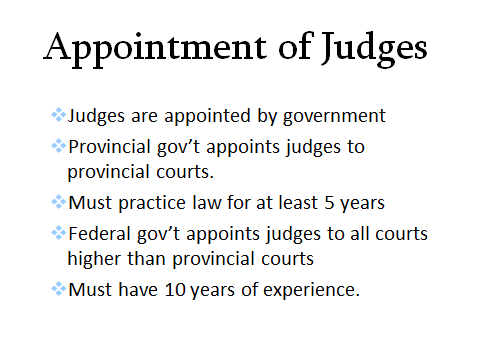 Appointment of Judges
❖Judges are appointed by government
❖Provincial gov’t appoints judges to
provincial courts.
❖Must practice law for at least 5 years
❖Federal gov’t appoints judges to all courts
higher than provincial courts
❖Must have 10 years of experience.